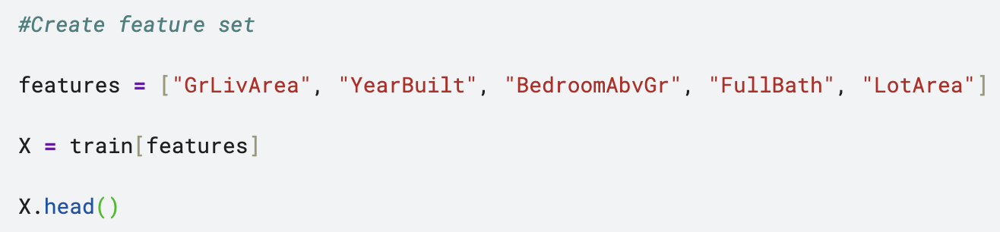 #Create feature set
features = ["GrLivArea", "YearBuilt", "BedroomAbvGr", "FullBath", "LotArea"]
X = train[features]
X.head()